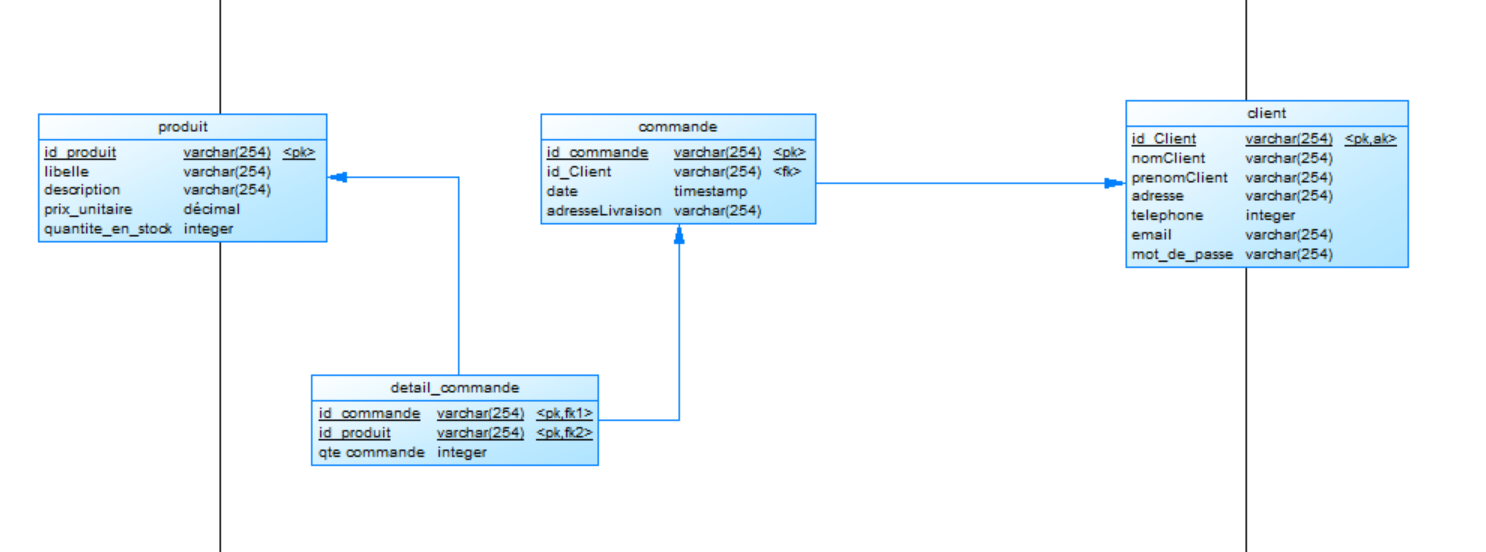 produit
id_produit varchar(254) <pk>
libelle varchar(254)
description varchar(254)
prix_unitaire décimal
quantite_en_stock integer
commande
id_commande varchar(254) <pk>
id_Client varchar(254) <fk>
date timestamp
adresseLivraison varchar(254)
client
id_Client varchar(254) <pk,ak>
nomClient varchar(254)
prenomClient varchar(254)
adresse varchar(254)
telephone integer
email varchar(254)
mot_de_passe varchar(254)
detail_commande
id_commande varchar(254) <pk,fk1>
id_produit varchar(254) <pk,fk2>
qte commande integer